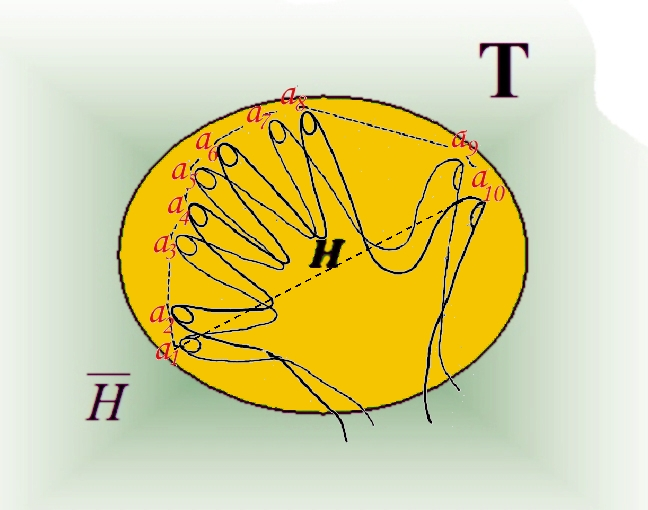 T
a₈
a₇
a₆
a₉
a₅
a₁₀
a₄
a₃
H
a₂
a₁
H̅